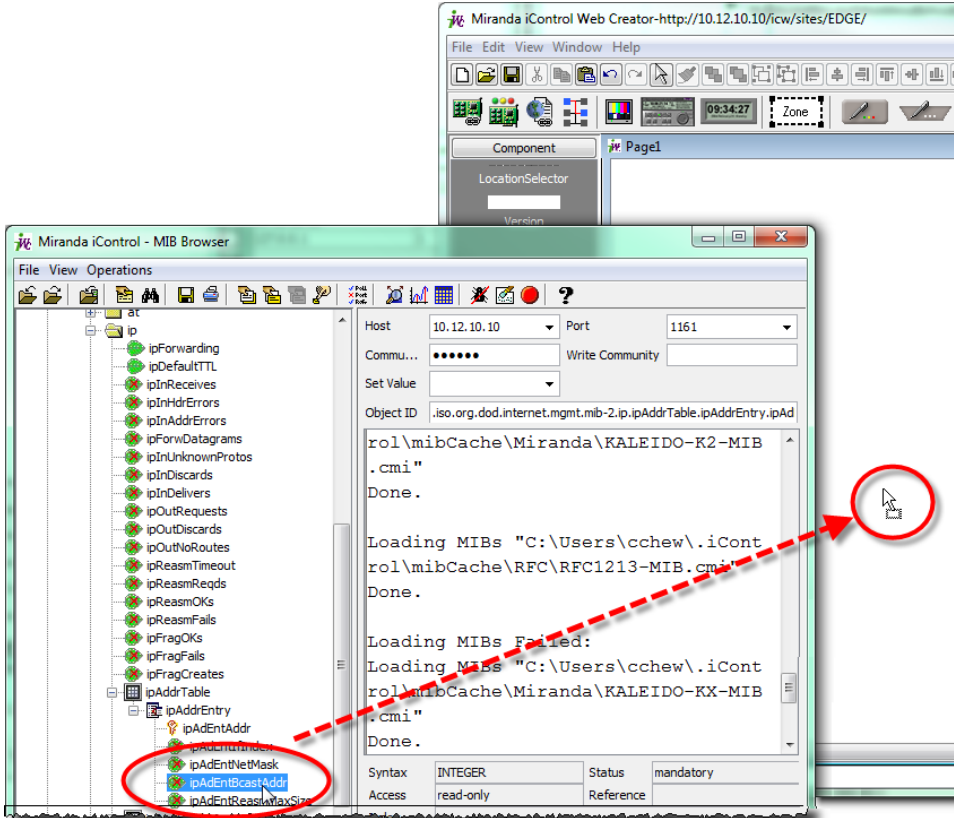 Miranda iControl Web Creator-http://10.12.10.10/icw/sites/EDGE/
File Edit View Window Help
09:34:27
Zone
Component
Page1
LocationSelector
Version
Miranda iControl - MIB Browser
File View Operations
at
ip
ipForwarding
ipDefaultTTL
ipInReceives
ipInHdrErrors
ipInAddrErrors
ipForwDatagrams
ipInUnknownProtos
ipInDiscards
ipInDelivers
ipOutRequests
ipOutDiscards
ipOutNoRoutes
ipReasmTimeout
ipReasmReqds
ipReasmOKs
ipReasmFails
ipFragOKs
ipFragFails
ipFragCreates
ipAddrTable
ipAddrEntry
ipAdEntAddr
ipAdEntIfIndex
ipAdEntNetMask
ipAdEntBcastAddr
ipAdEntReasmMaxSize
Host 10.12.10.10 Port 1161
Commu... ●●●●●● Write Community
Set Value
Object ID .iso.org.dod.internet.mgmt.mib-2.ip.ipAddrTable.ipAddrEntry.ipAd
rol\mibCache\Miranda\KALEIDO-K2-MIB
.cmi"
Done.
Loading MIBs "C:\Users\cchew\.iCont
rol\mibCache\RFC\RFC1213-MIB.cmi"
Done.
Loading MIBs Failed:
Loading MIBs "C:\Users\cchew\.iCont
rol\mibCache\Miranda\KALEIDO-KX-MIB
.cmi"
Done.
Syntax INTEGER Status mandatory
Access read-only Reference